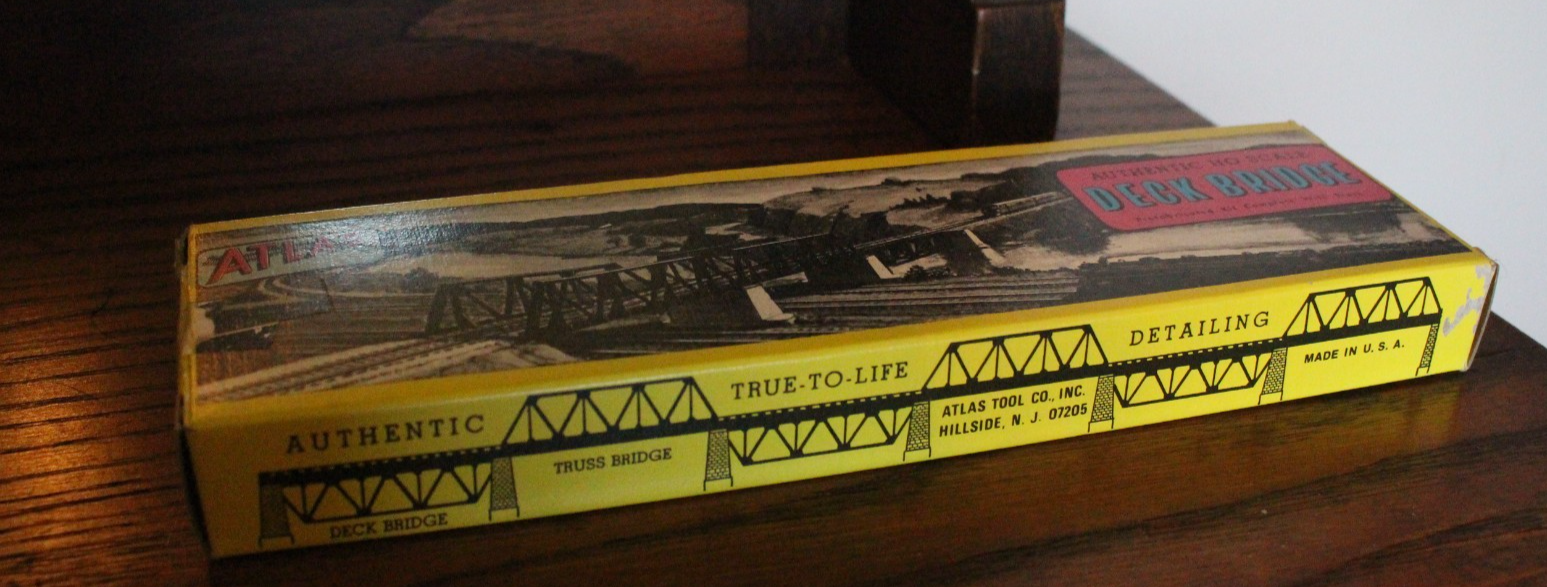 ATLAS
AUTHENTIC HO SCALE
DECK BRIDGE
AUTHENTIC
TRUE-TO-LIFE
DETAILING
DECK BRIDGE
TRUSS BRIDGE
ATLAS TOOL CO., INC.
HILLSIDE, N. J. 07205
MADE IN U. S. A.